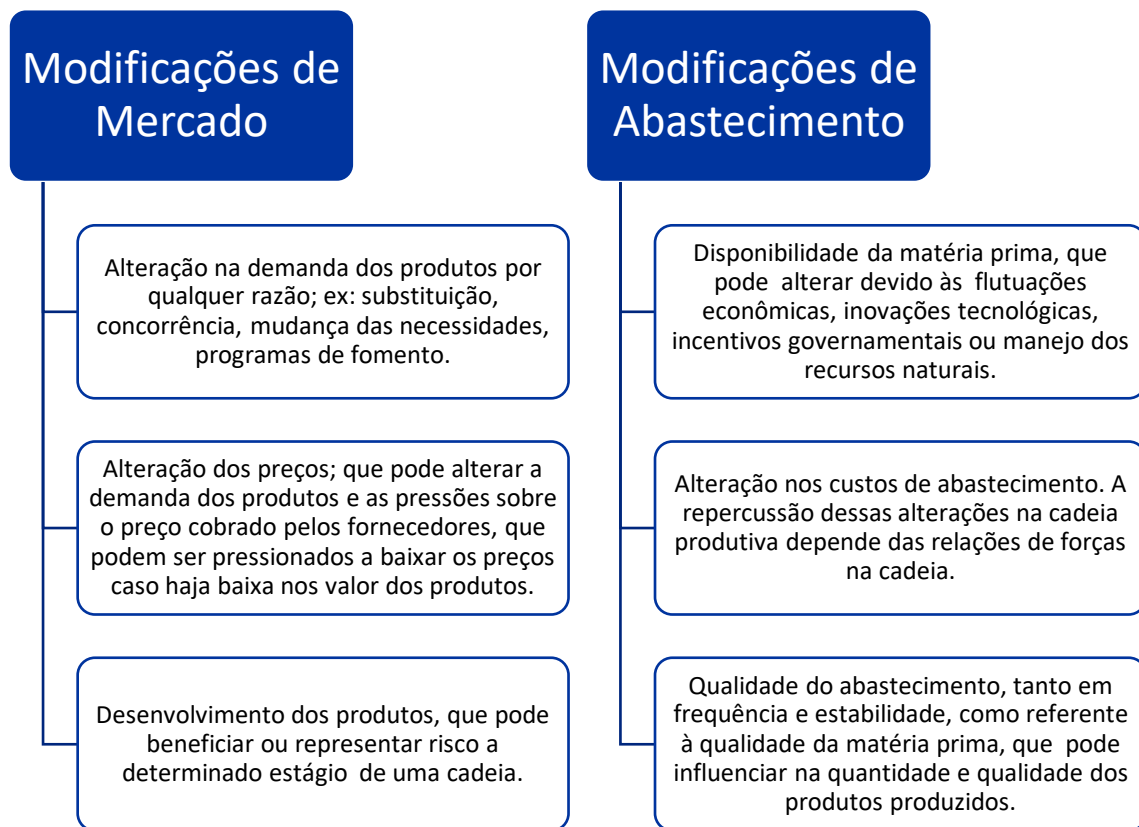 Modificações de
Mercado
Alteração na demanda dos produtos por
qualquer razão; ex: substituição,
concorrência, mudança das necessidades,
programas de fomento.
Alteração dos preços; que pode alterar a
demanda dos produtos e as pressões sobre
o preço cobrado pelos fornecedores, que
podem ser pressionados a baixar os preços
caso haja baixa nos valor dos produtos.
Desenvolvimento dos produtos, que pode
beneficiar ou representar risco a
determinado estágio de uma cadeia.
Modificações de
Abastecimento
Disponibilidade da matéria prima, que
pode alterar devido às flutuações
econômicas, inovações tecnológicas,
incentivos governamentais ou manejo dos
recursos naturais.
Alteração nos custos de abastecimento. A
repercussão dessas alterações na cadeia
produtiva depende das relações de forças
na cadeia.
Qualidade do abastecimento, tanto em
frequência e estabilidade, como referente
à qualidade da matéria prima, que pode
influenciar na quantidade e qualidade dos
produtos produzidos.